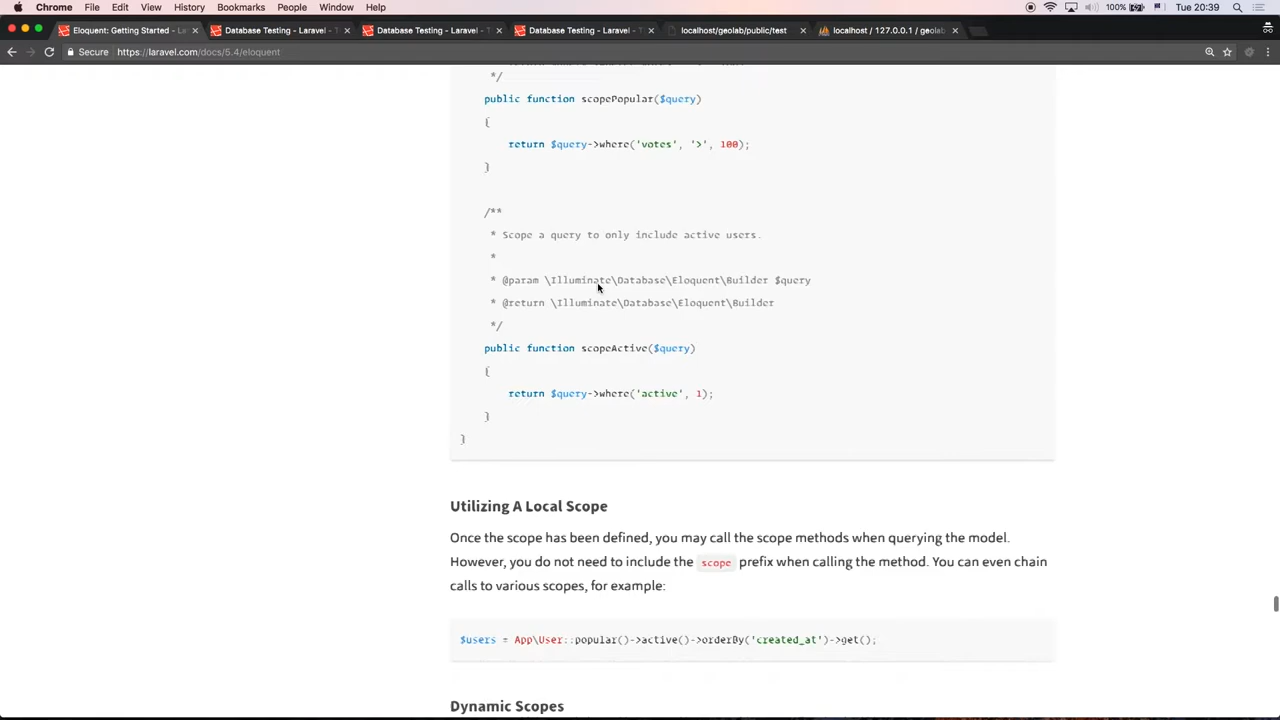 Chrome File Edit View History Bookmarks People Window Help 100% Tue 20:39
Eloquent: Getting Started - La Database Testing - Laravel - T Database Testing - Laravel - T Database Testing - Laravel - T localhost/geolab/public/test localhost / 127.0.0.1 / geolab
Secure https://laravel.com/docs/5.4/eloquent
*/
public function scopePopular($query)
{
return $query->where('votes', '>', 100);
}
/**
* Scope a query to only include active users.
*
* @param \Illuminate\Database\Eloquent\Builder $query
* @return \Illuminate\Database\Eloquent\Builder
*/
public function scopeActive($query)
{
return $query->where('active', 1);
}
}
Utilizing A Local Scope
Once the scope has been defined, you may call the scope methods when querying the model.
However, you do not need to include the scope prefix when calling the method. You can even chain
calls to various scopes, for example:
$users = App\User::popular()->active()->orderBy('created_at')->get();
Dynamic Scopes